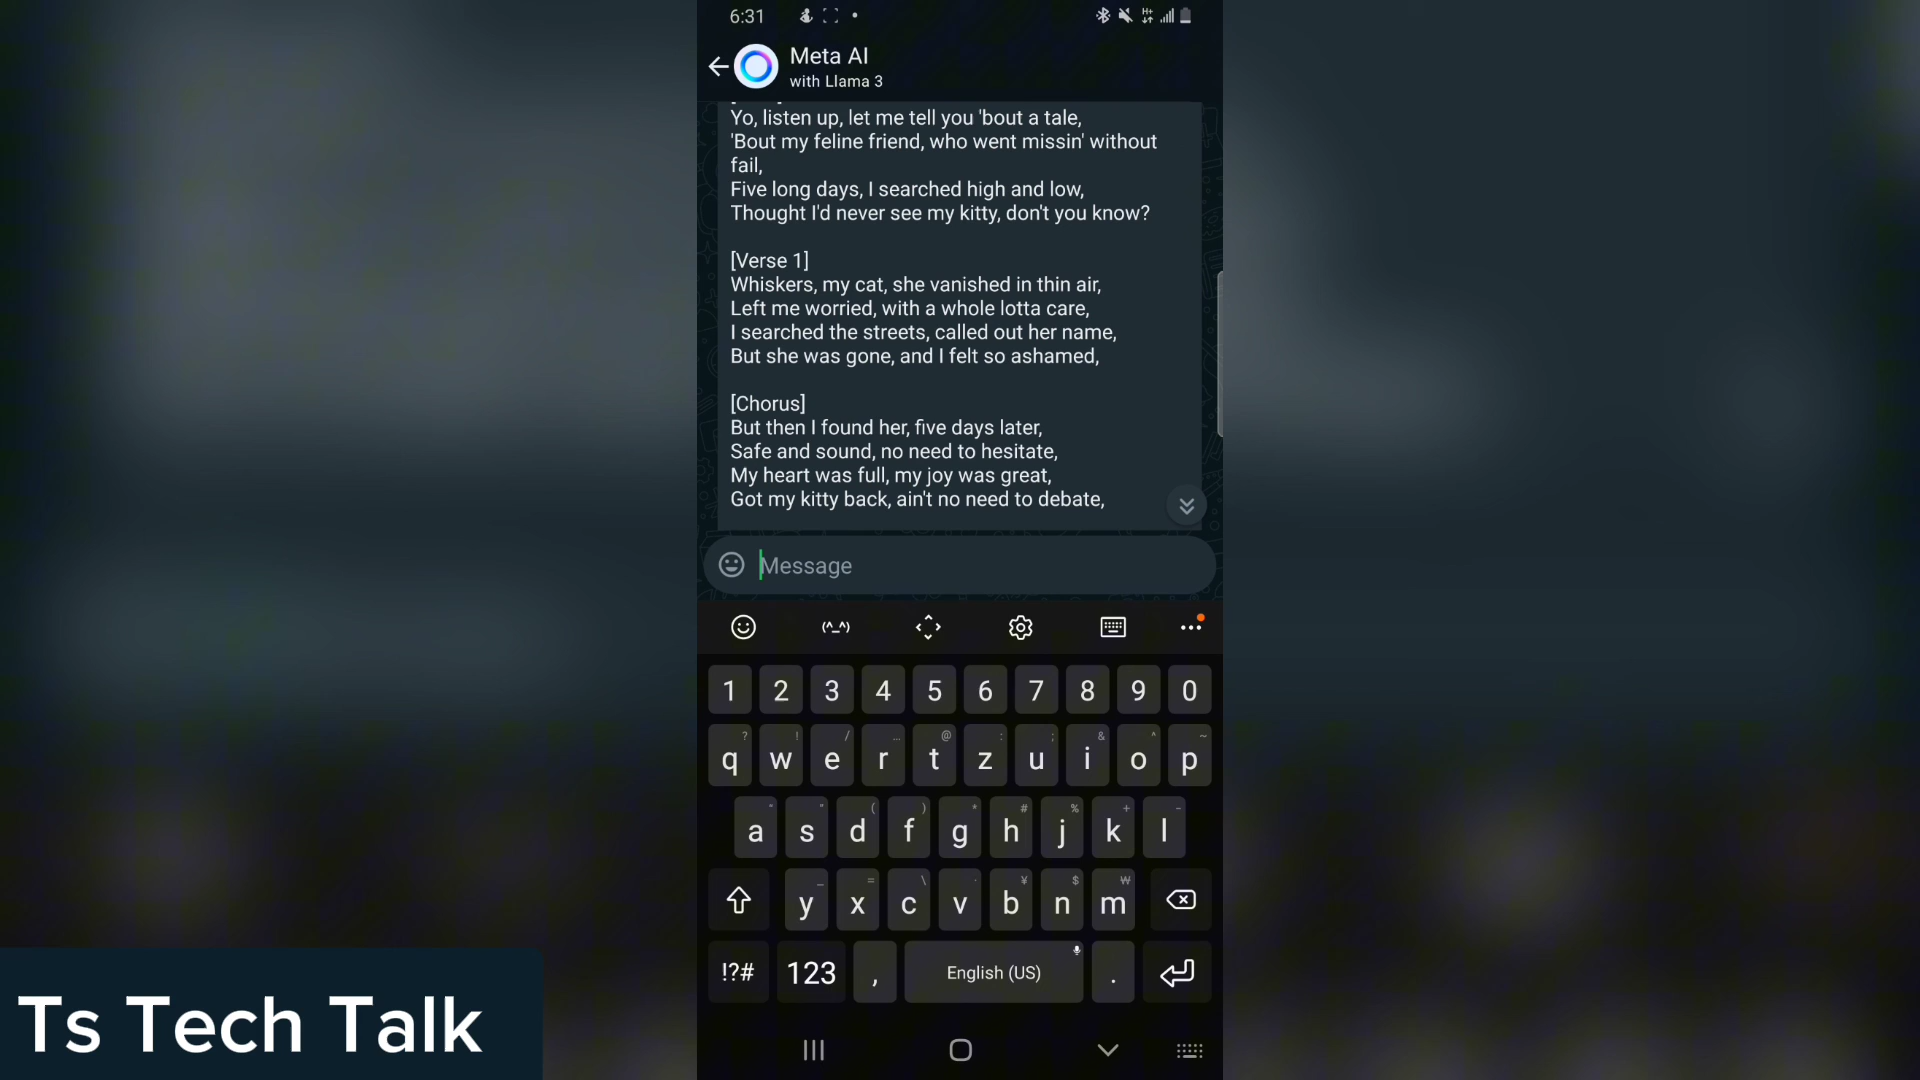 6:31
Meta AI
with Llama 3
Yo, listen up, let me tell you 'bout a tale,
'Bout my feline friend, who went missin' without
fail,
Five long days, I searched high and low,
Thought I'd never see my kitty, don't you know?
[Verse 1]
Whiskers, my cat, she vanished in thin air,
Left me worried, with a whole lotta care,
I searched the streets, called out her name,
But she was gone, and I felt so ashamed,
[Chorus]
But then I found her, five days later,
Safe and sound, no need to hesitate,
My heart was full, my joy was great,
Got my kitty back, ain't no need to debate,
Message
(^_^)
1 2 3 4 5 6 7 8 9 0
q w e r t z u i o p
a s d f g h j k l
y x c v b n m
!?# 123 , English (US) .
Ts Tech Talk